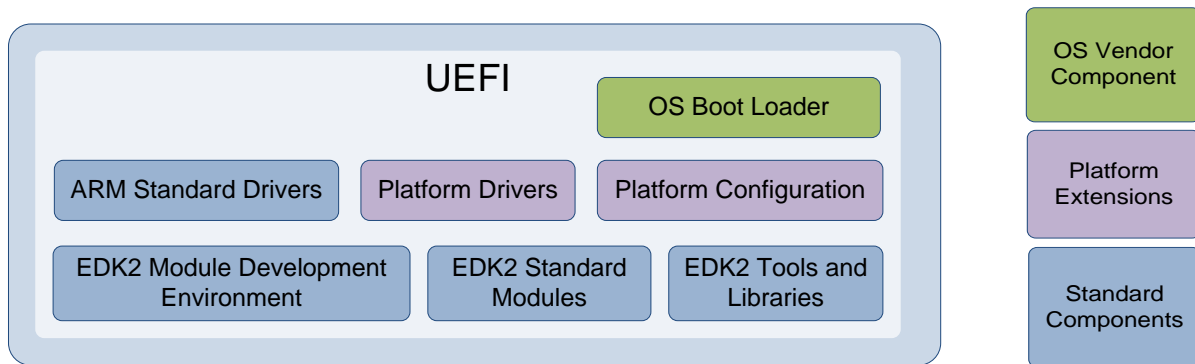 UEFI
OS Boot Loader
ARM Standard Drivers
Platform Drivers
Platform Configuration
EDK2 Module Development
Environment
EDK2 Standard
Modules
EDK2 Tools and
Libraries
OS Vendor
Component
Platform
Extensions
Standard
Components